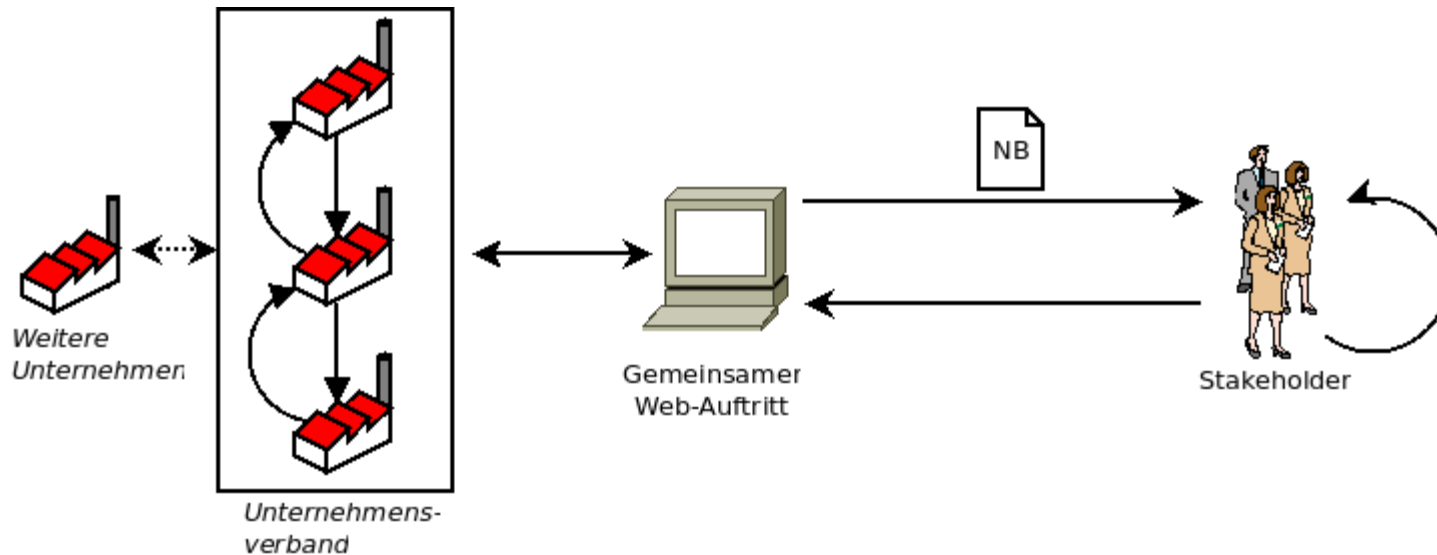 Weitere
Unternehmen
Unternehmens-
verband
Gemeinsamer
Web-Auftritt
NB
Stakeholder